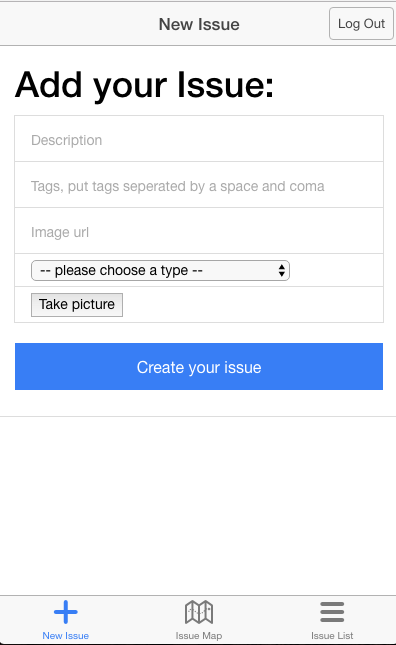 New Issue
Log Out
Add your Issue:
Description
Tags, put tags seperated by a space and coma
Image url
-- please choose a type --
Take picture
Create your issue
New Issue
Issue Map
Issue List